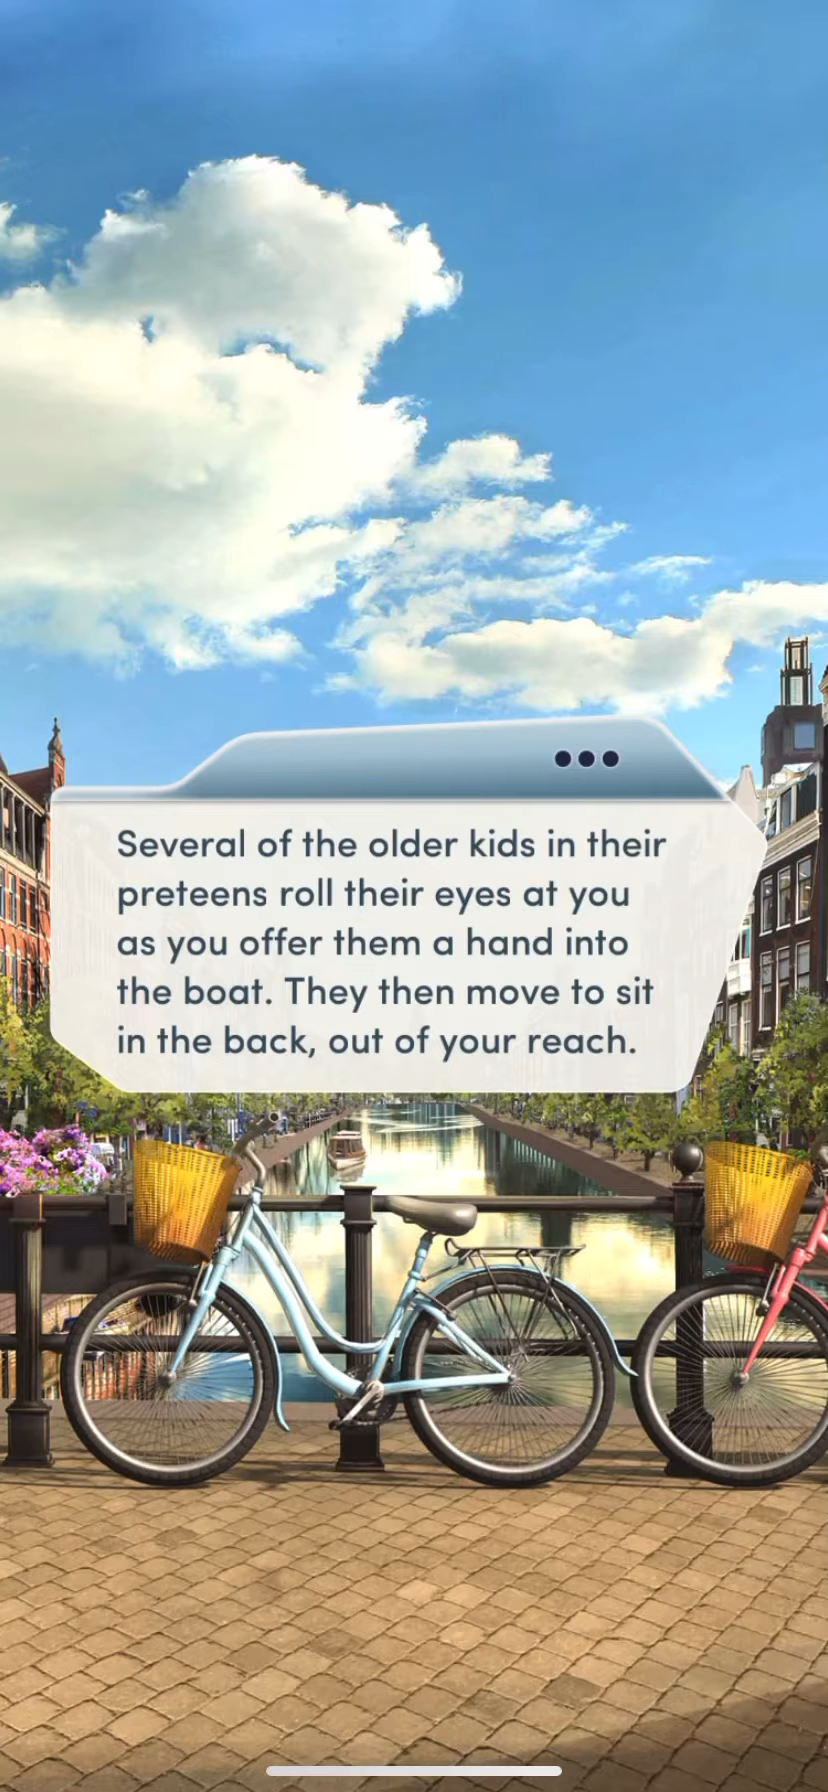 Several of the older kids in their
preteens roll their eyes at you
as you offer them a hand into
the boat. They then move to sit
in the back, out of your reach.